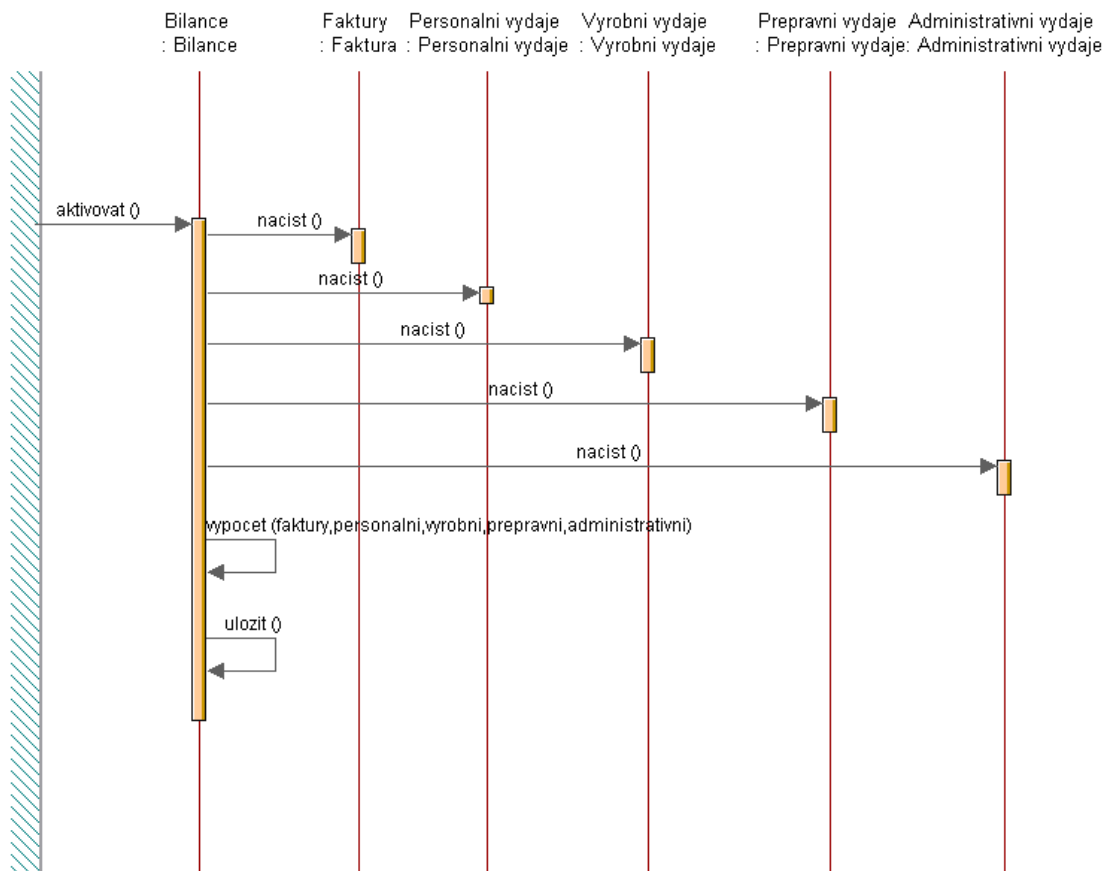 Bilance Faktury Personalni vydaje Vyrobni vydaje Prepravni vydaje Administrativni vydaje
: Bilance : Faktura : Personalni vydaje : Vyrobni vydaje : Prepravni vydaje : Administrativni vydaje
aktivovat ()
nacist ()
nacist ()
nacist ()
nacist ()
nacist ()
vypocet (faktury,personalni,vyrobni,prepravni,administrativni)
ulozit ()